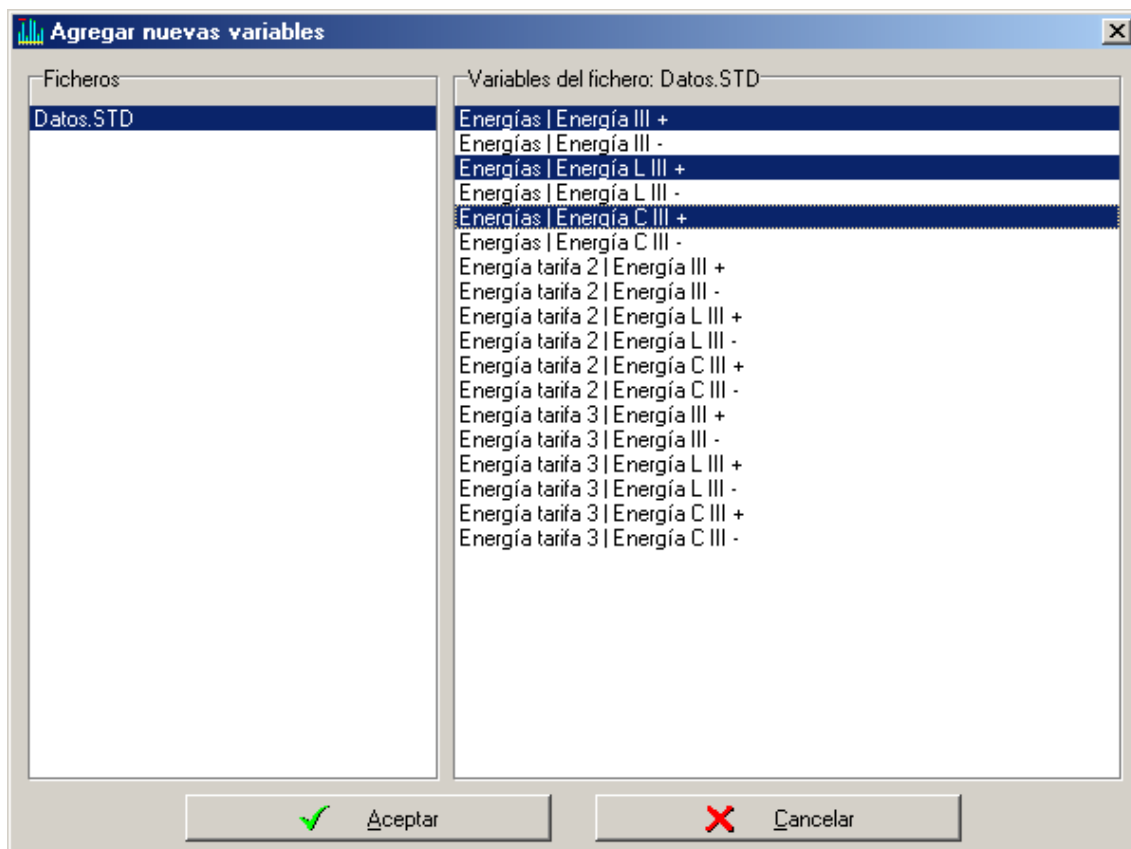 Agregar nuevas variables
Ficheros
Datos.STD
Variables del fichero: Datos.STD
Energías | Energía III +
Energías | Energía III -
Energías | Energía L III +
Energías | Energía L III -
Energías | Energía C III +
Energías | Energía C III -
Energía tarifa 2 | Energía III +
Energía tarifa 2 | Energía III -
Energía tarifa 2 | Energía L III +
Energía tarifa 2 | Energía L III -
Energía tarifa 2 | Energía C III +
Energía tarifa 2 | Energía C III -
Energía tarifa 3 | Energía III +
Energía tarifa 3 | Energía III -
Energía tarifa 3 | Energía L III +
Energía tarifa 3 | Energía L III -
Energía tarifa 3 | Energía C III +
Energía tarifa 3 | Energía C III -
Aceptar
Cancelar